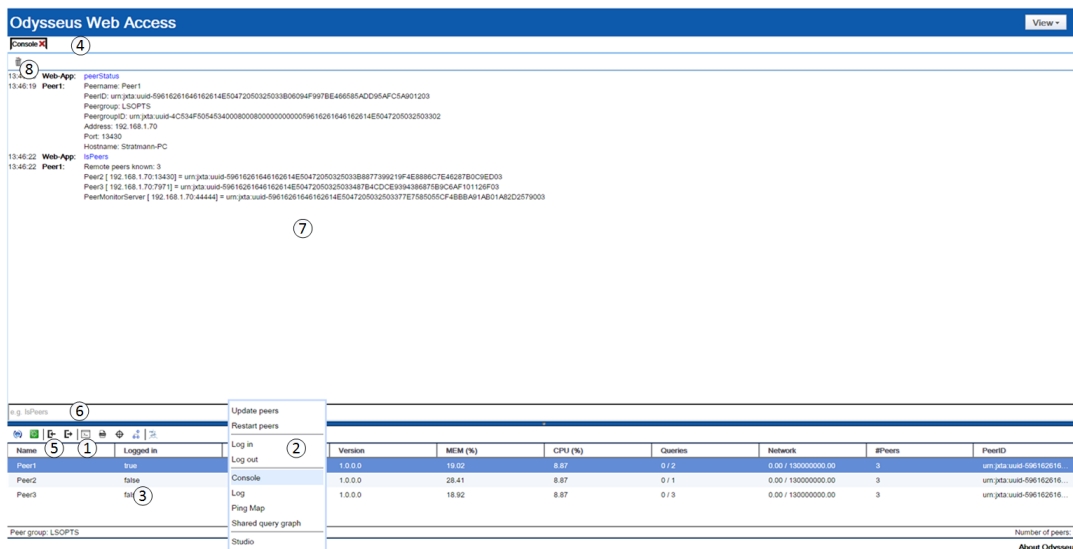 Odysseus Web Access
View
Console X
4
8
Web-App: peerStatus
13:46:19 Peer1: Peername: Peer1
PeerID: urn:jxta:uuid-59616261646162614E50472050325033B06094F997BE466585ADD95AFC5A901203
Peergroup: LSOPTS
PeergroupID: urn:jxta:uuid-4C534F5054534000800080000000000059616261646162614E5047205032503302
Address: 192.168.1.70
Port: 13430
Hostname: Stratmann-PC
13:46:22 Web-App: lsPeers
13:46:22 Peer1: Remote peers known: 3
Peer2 [ 192.168.1.70:13430] = urn:jxta:uuid-59616261646162614E50472050325033B8877399219F4E8886C7E46287B0C9ED03
Peer3 [ 192.168.1.70:7971] = urn:jxta:uuid-59616261646162614E50472050325033487B4CDCE9394386875B9C6AF101126F03
PeerMonitorServer [ 192.168.1.70:44444] = urn:jxta:uuid-59616261646162614E5047205032503377E7585055CF4BBBA91AB01A82D2579003
7
e.g. lsPeers
6
Update peers
Restart peers
Log in
Log out
2
Console
Log
Ping Map
Shared query graph
Studio
5
1
Name Logged in Version MEM (%) CPU (%) Queries Network #Peers PeerID
Peer1 true 1.0.0.0 19.02 8.87 0 / 2 0.00 / 130000000.00 3 urn:jxta:uuid-596162616...
Peer2 false 1.0.0.0 28.41 8.87 0 / 1 0.00 / 130000000.00 3 urn:jxta:uuid-596162616...
Peer3 3 1.0.0.0 18.92 8.87 0 / 3 0.00 / 130000000.00 3 urn:jxta:uuid-596162616...
Peer group: LSOPTS
Number of peers:
About Odysseu